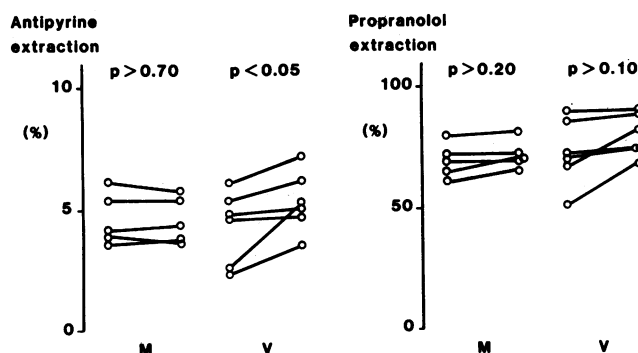 Antipyrine
extraction
p>0.70 p<0.05
10
(%)
5
0
M V
Propranolol
extraction
p>0.20 p>0.10
100
(%)
50
0
M V